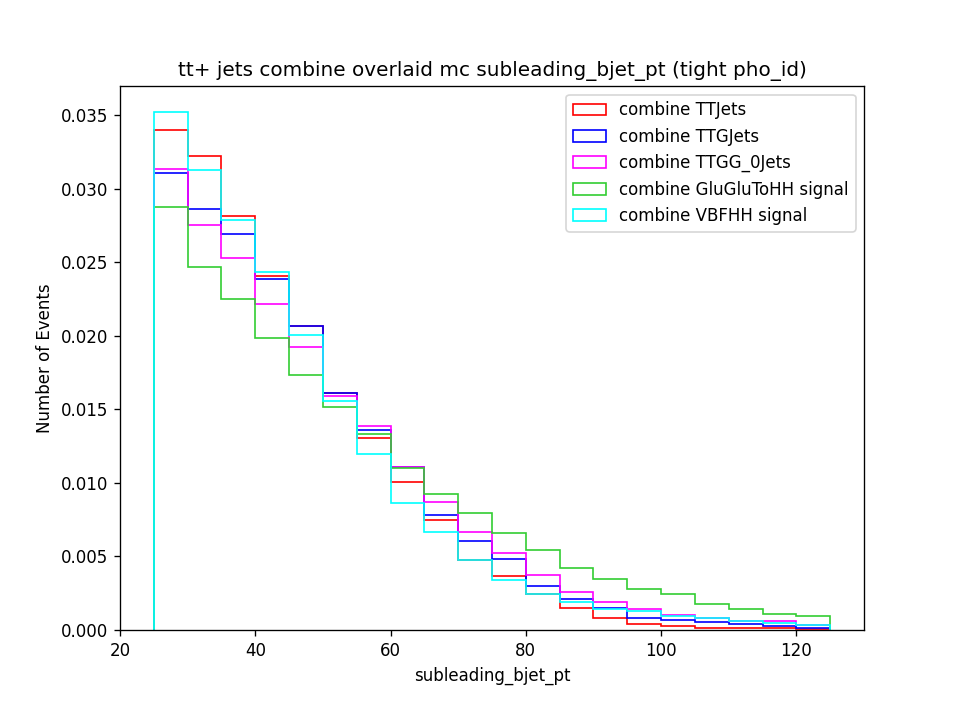 tt+ jets combine overlaid mc subleading_bjet_pt (tight pho_id)
combine TTJets
combine TTGJets
combine TTGG_0Jets
combine GluGluToHH signal
combine VBFHH signal
0.035
0.030
0.025
0.020
0.015
0.010
0.005
0.000
Number of Events
20 40 60 80 100 120
subleading_bjet_pt